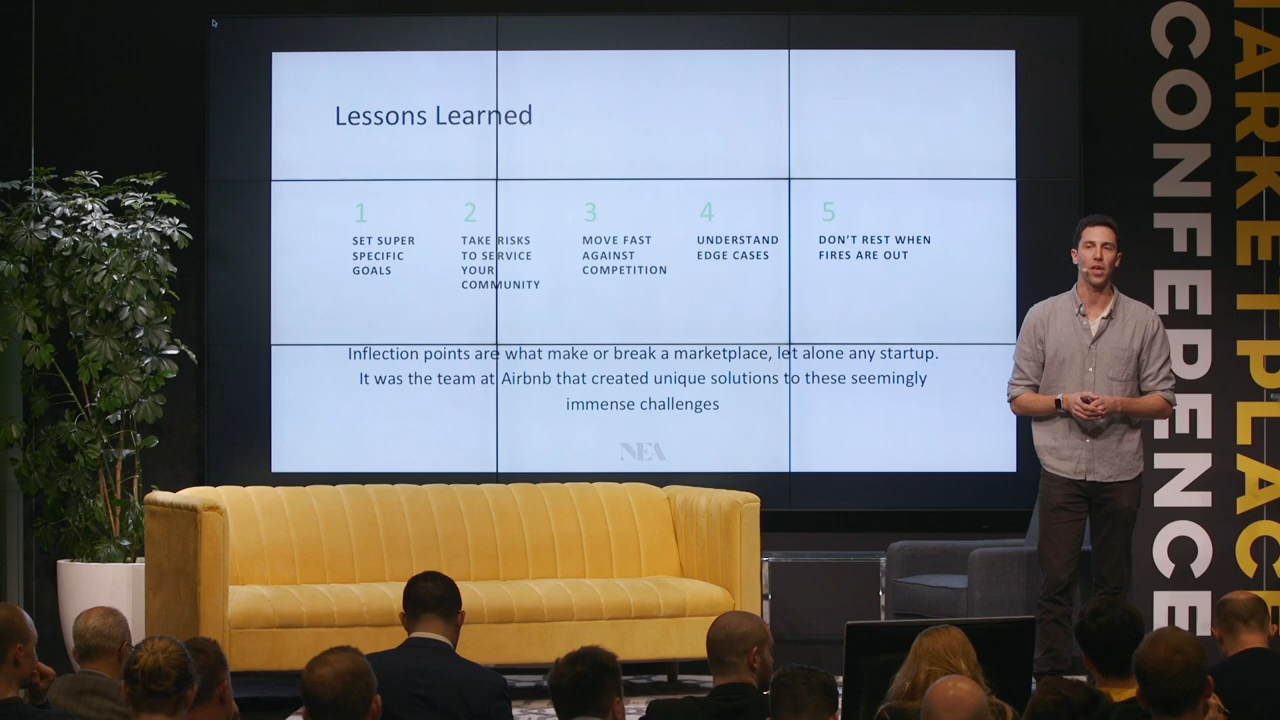 Lessons Learned
1
SET SUPER
SPECIFIC
GOALS
2
TAKE RISKS
TO SERVICE
YOUR
COMMUNITY
3
MOVE FAST
AGAINST
COMPETITION
4
UNDERSTAND
EDGE CASES
5
DON'T REST WHEN
FIRES ARE OUT
Inflection points are what make or break a marketplace, let alone any startup.
It was the team at Airbnb that created unique solutions to these seemingly
immense challenges
NEA
CONFERENCE
MARKETPLACE